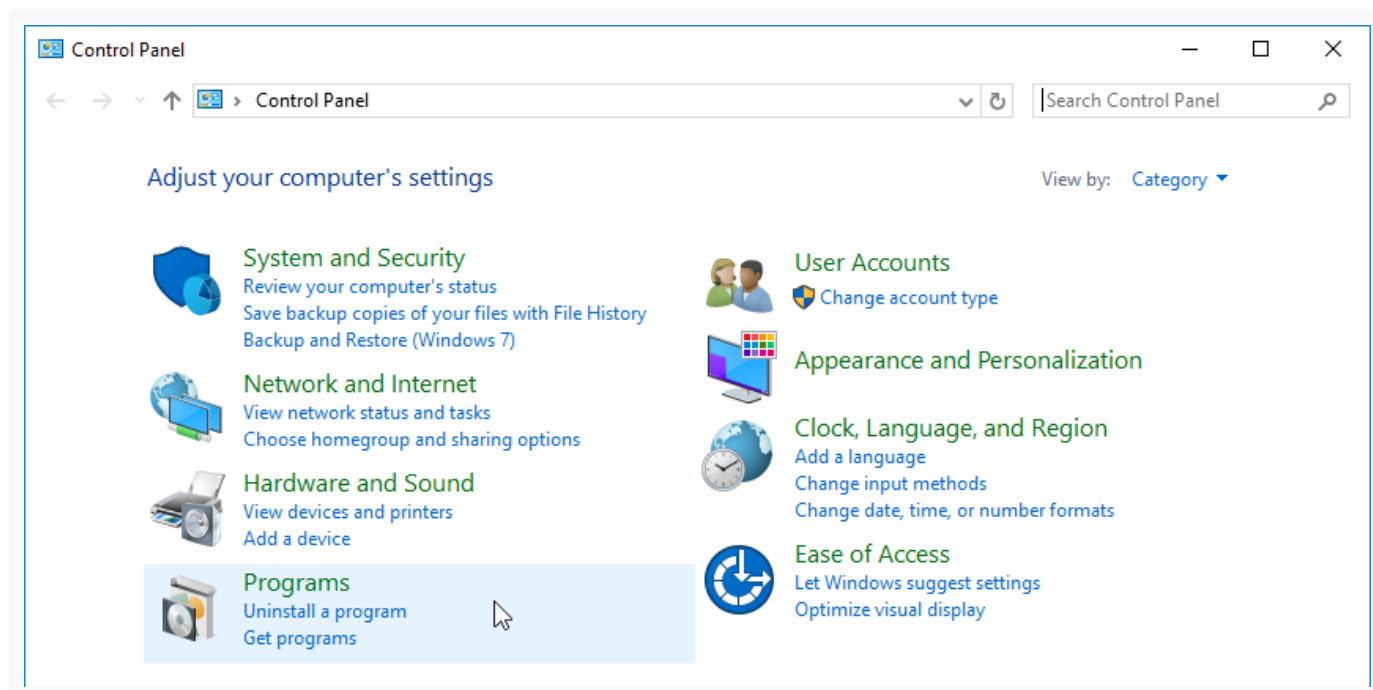 Control Panel
Control Panel
Search Control Panel
Adjust your computer's settings
View by: Category
System and Security
Review your computer's status
Save backup copies of your files with File History
Backup and Restore (Windows 7)
Network and Internet
View network status and tasks
Choose homegroup and sharing options
Hardware and Sound
View devices and printers
Add a device
Programs
Uninstall a program
Get programs
User Accounts
Change account type
Appearance and Personalization
Clock, Language, and Region
Add a language
Change input methods
Change date, time, or number formats
Ease of Access
Let Windows suggest settings
Optimize visual display